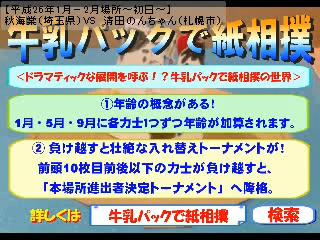 【平成26年1月－2月場所～初日～】
秋海棠(埼玉県)VS 清田のんちゃん(札幌市)
牛乳パックで紙相撲
<ドラマティックな展開を呼ぶ！？牛乳パックで紙相撲の世界>
①年齢の概念がある!
1月・5月・9月に各力士1つずつ年齢が加算されます。
② 負け越すと壮絶な入れ替えトーナメントが!
前頭10枚目前後以下の力士が負け越すと、
「本場所進出者決定トーナメント」へ降格。
詳しくは 牛乳パックで紙相撲 検索